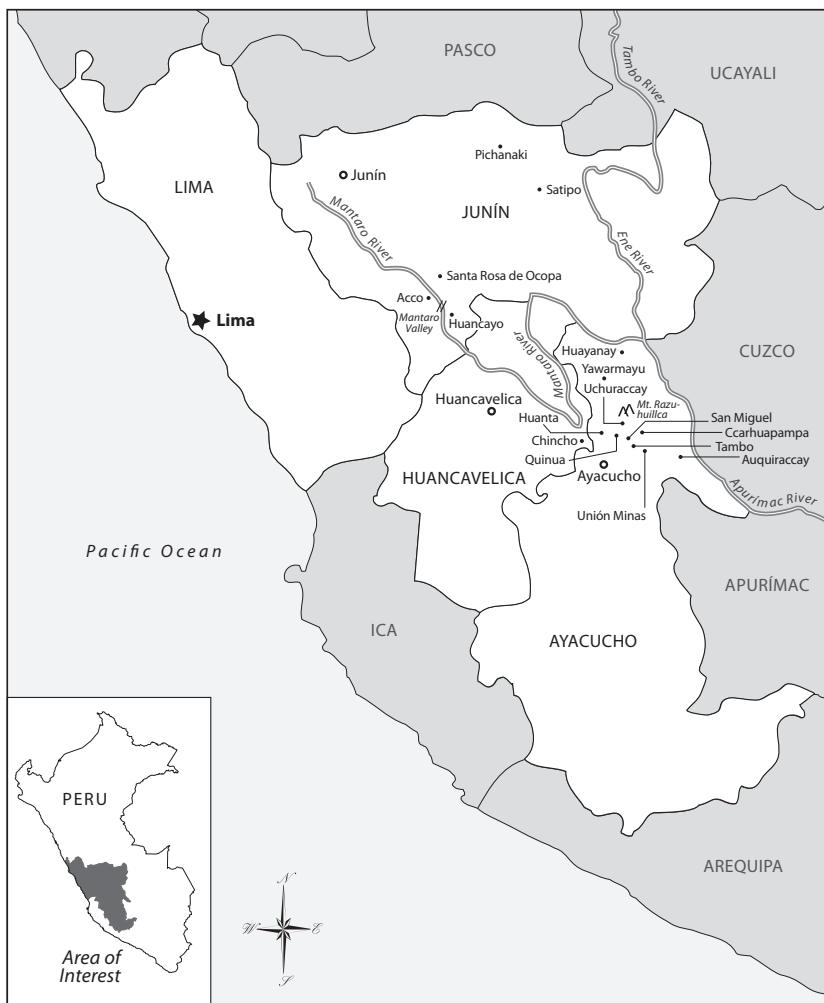 PASCO
UCAYALI
Tambo River
Pichanaki
Junín
Satipo
LIMA
JUNÍN
Mantaro River
Ene River
Santa Rosa de Ocopa
Acco
Mantaro
Valley
Huancayo
Lima
Mantaro River
Huayanay
CUZCO
Yawarmayu
Uchuraccay
Mt. Razu-
huillca
Huancavelica
Huanta
San Miguel
Ccarhuapampa
Chincho
Tambo
Quinua
Auquiraccay
HUANCAVELICA
Ayacucho
Apurímac River
Unión Minas
Pacific Ocean
APURÍMAC
ICA
AYACUCHO
PERU
AREQUIPA
N
W
E
S
Area of
Interest